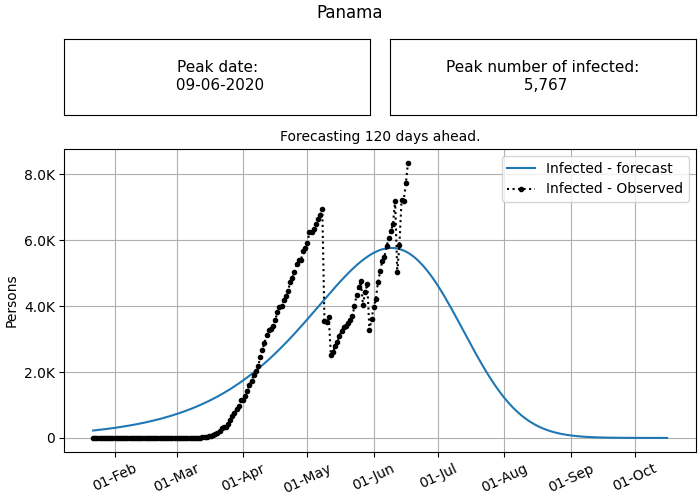 Panama
Peak date:
09-06-2020
Peak number of infected:
5,767
Forecasting 120 days ahead.
Infected - forecast
Infected - Observed
8.0K
6.0K
4.0K
2.0K
0
Persons
01-Feb
01-Mar
01-Apr
01-May
01-Jun
01-Jul
01-Aug
01-Sep
01-Oct